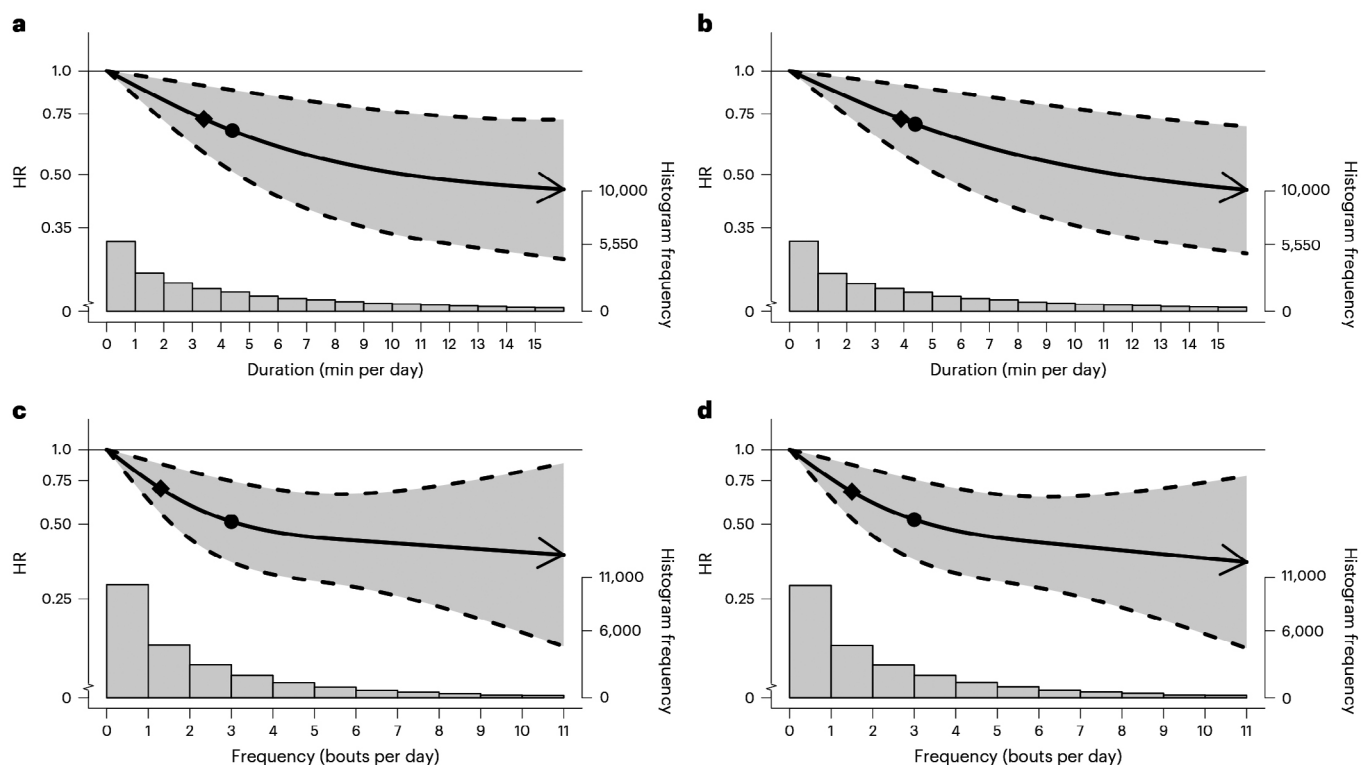 a
HR
1.0
0.75
0.50
0.35
0
10,000
5,550
0
Histogram frequency
0 1 2 3 4 5 6 7 8 9 10 11 12 13 14 15
Duration (min per day)
b
HR
1.0
0.75
0.50
0.35
0
10,000
5,550
0
Histogram frequency
0 1 2 3 4 5 6 7 8 9 10 11 12 13 14 15
Duration (min per day)
c
HR
1.0
0.75
0.50
0.25
0
11,000
6,000
0
Histogram frequency
0 1 2 3 4 5 6 7 8 9 10 11
Frequency (bouts per day)
d
HR
1.0
0.75
0.50
0.25
0
11,000
6,000
0
Histogram frequency
0 1 2 3 4 5 6 7 8 9 10 11
Frequency (bouts per day)